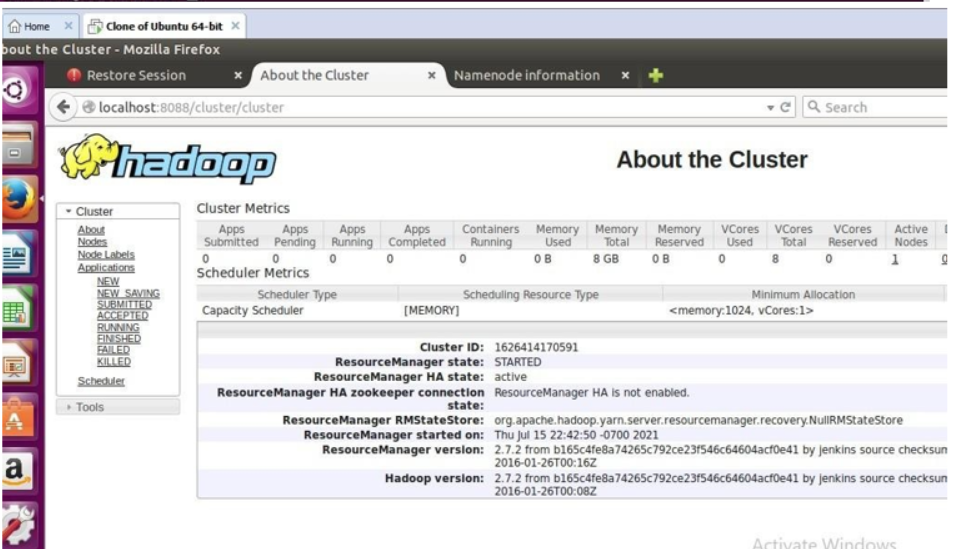 Home × Clone of Ubuntu 64-bit ×
bout the Cluster - Mozilla Firefox
Restore Session × About the Cluster × Namenode information ×
localhost:8088/cluster/cluster Search
hadoop
About the Cluster
Cluster
About
Nodes
Node Labels
Applications
NEW
NEW_SAVING
SUBMITTED
ACCEPTED
RUNNING
FINISHED
FAILED
KILLED
Scheduler
Tools
Cluster Metrics
Apps Submitted Apps Pending Apps Running Apps Completed Containers Running Memory Used Memory Total Memory Reserved VCores Used VCores Total VCores Reserved Active Nodes
0 0 0 0 0 0 B 8 GB 0 B 0 8 0 1 0
Scheduler Metrics
Scheduler Type Scheduling Resource Type Minimum Allocation
Capacity Scheduler [MEMORY] <memory:1024, vCores:1>
Cluster ID: 1626414170591
ResourceManager state: STARTED
ResourceManager HA state: active
ResourceManager HA zookeeper connection state: ResourceManager HA is not enabled.
ResourceManager RMStateStore: org.apache.hadoop.yarn.server.resourcemanager.recovery.NullRMStateStore
ResourceManager started on: Thu Jul 15 22:42:50 -0700 2021
ResourceManager version: 2.7.2 from b165c4fe8a74265c792ce23f546c64604acf0e41 by jenkins source checksum
2016-01-26T00:16Z
Hadoop version: 2.7.2 from b165c4fe8a74265c792ce23f546c64604acf0e41 by jenkins source checksum
2016-01-26T00:08Z
Activate Windows